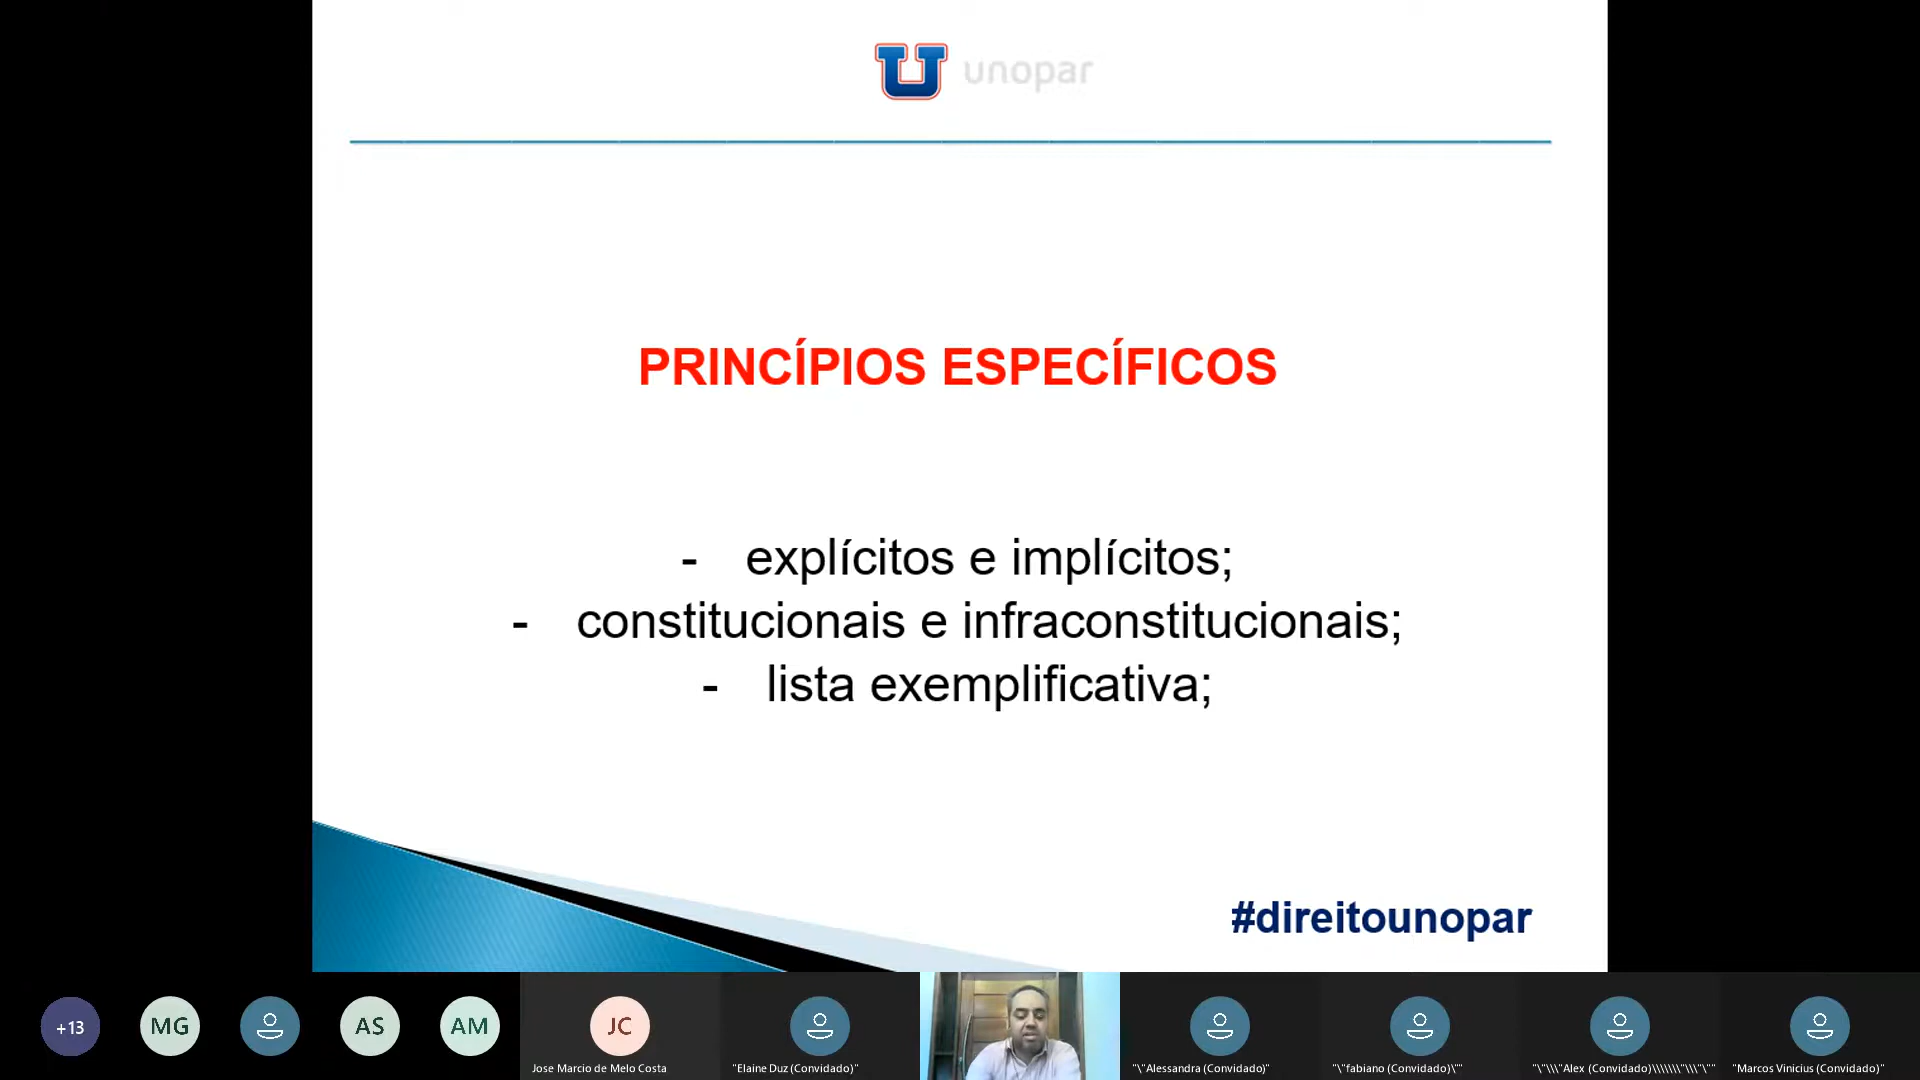 unopar
PRINCÍPIOS ESPECÍFICOS
- explícitos e implícitos;
- constitucionais e infraconstitucionais;
- lista exemplificativa;
#direitounopar
+13
MG
AS
AM
JC
Jose Marcio de Melo Costa
"Elaine Duz (Convidado)"
"\"Alessandra (Convidado)"
"\"fabiano (Convidado)\""
"\"\\\"Alex (Convidado)\\\\\\\"\\\"\""
"Marcos Vinicius (Convidado)"